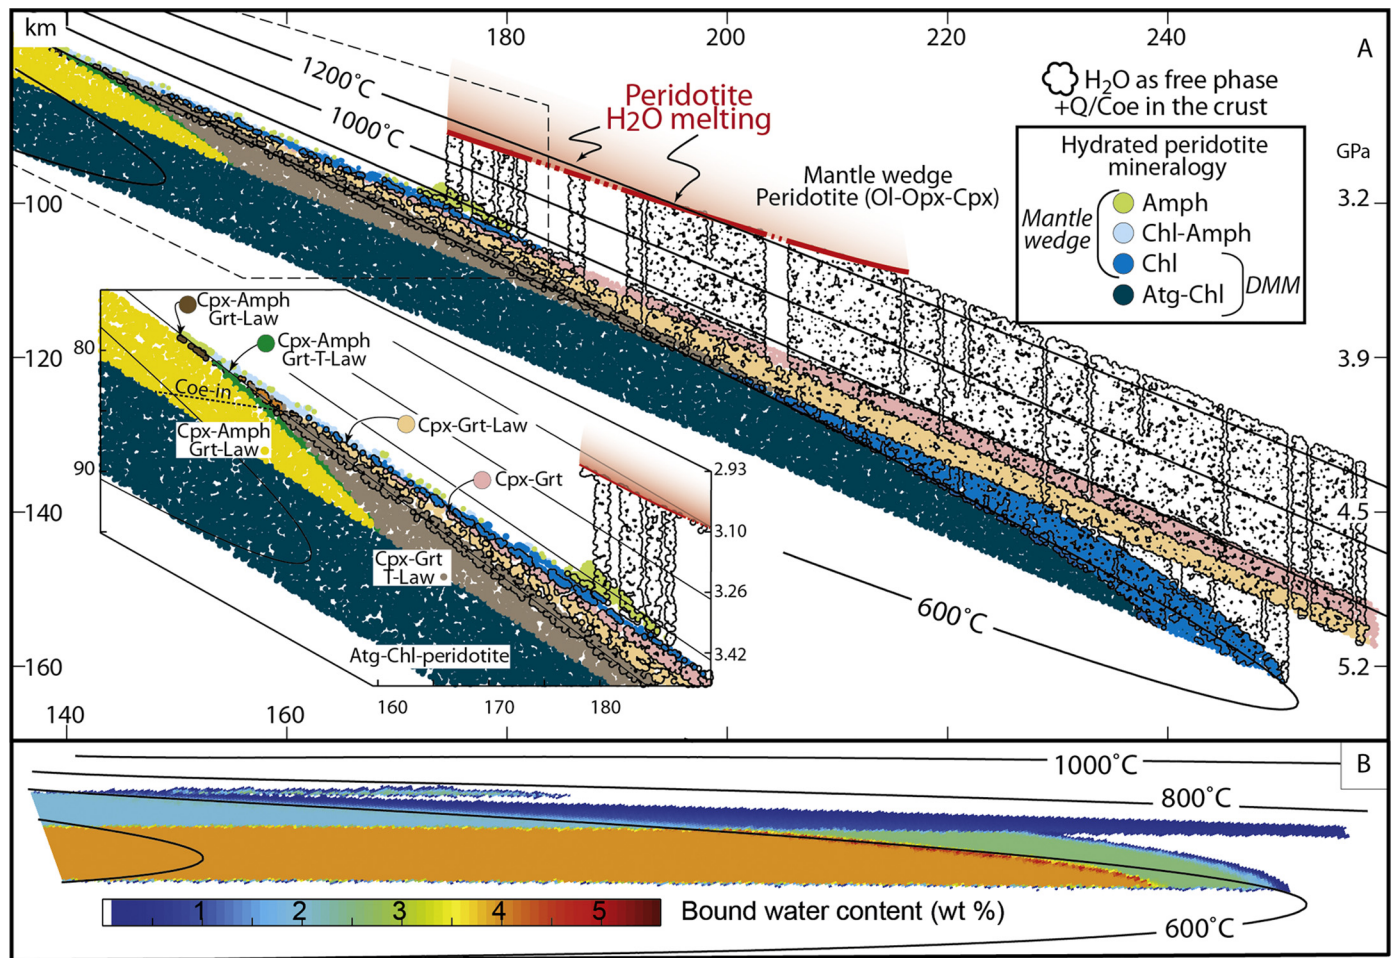 km
180
200
220
240
A
1200°C
1000°C
Peridotite
H2O melting
H2O as free phase
+Q/Coe in the crust
Mantle wedge
Peridotite (Ol-Opx-Cpx)
Hydrated peridotite
mineralogy
Mantle
wedge
Amph
Chl-Amph
Chl
Atg-Chl
DMM
GPa
3.2
3.9
4.5
5.2
100
120
140
160
Cpx-Amph
Grt-Law
Cpx-Amph
Grt-T-Law
80
Coe-in
Cpx-Amph
Grt-Law
90
Cpx-Grt-Law
Cpx-Grt
Cpx-Grt
T-Law
Atg-Chl-peridotite
2.93
3.10
3.26
3.42
160
170
180
600°C
140
160
B
1000°C
800°C
600°C
1
2
3
4
5
Bound water content (wt %)